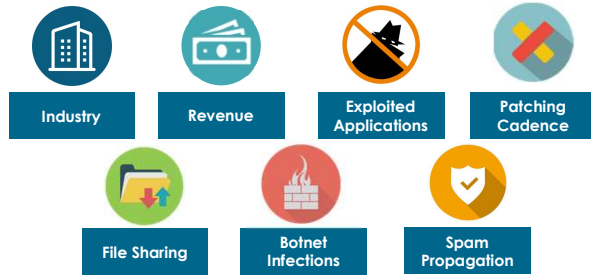 Industry
Revenue
Exploited
Applications
Patching
Cadence
File Sharing
Botnet
Infections
Spam
Propagation